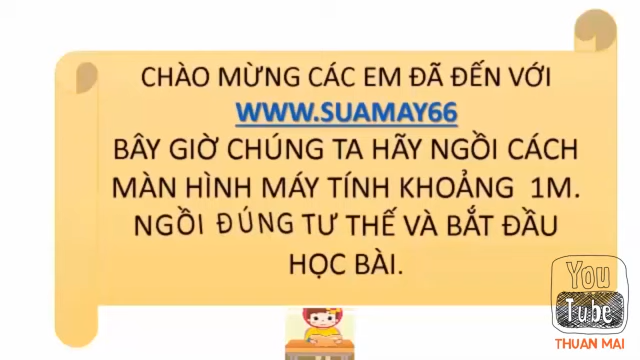 CHÀO MỪNG CÁC EM ĐÃ ĐẾN VỚI
WWW.SUAMAY66
BÂY GIỜ CHÚNG TA HÃY NGỒI CÁCH
MÀN HÌNH MÁY TÍNH KHOẢNG 1M.
NGỒI ĐÚNG TƯ THẾ VÀ BẮT ĐẦU
HỌC BÀI.
You
Tube
THUAN MAI